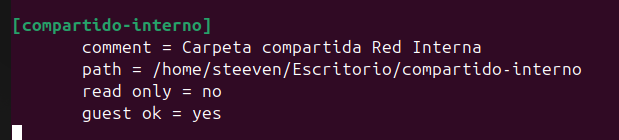 [compartido-interno]
comment = Carpeta compartida Red Interna
path = /home/steeven/Escritorio/compartido-interno
read only = no
guest ok = yes